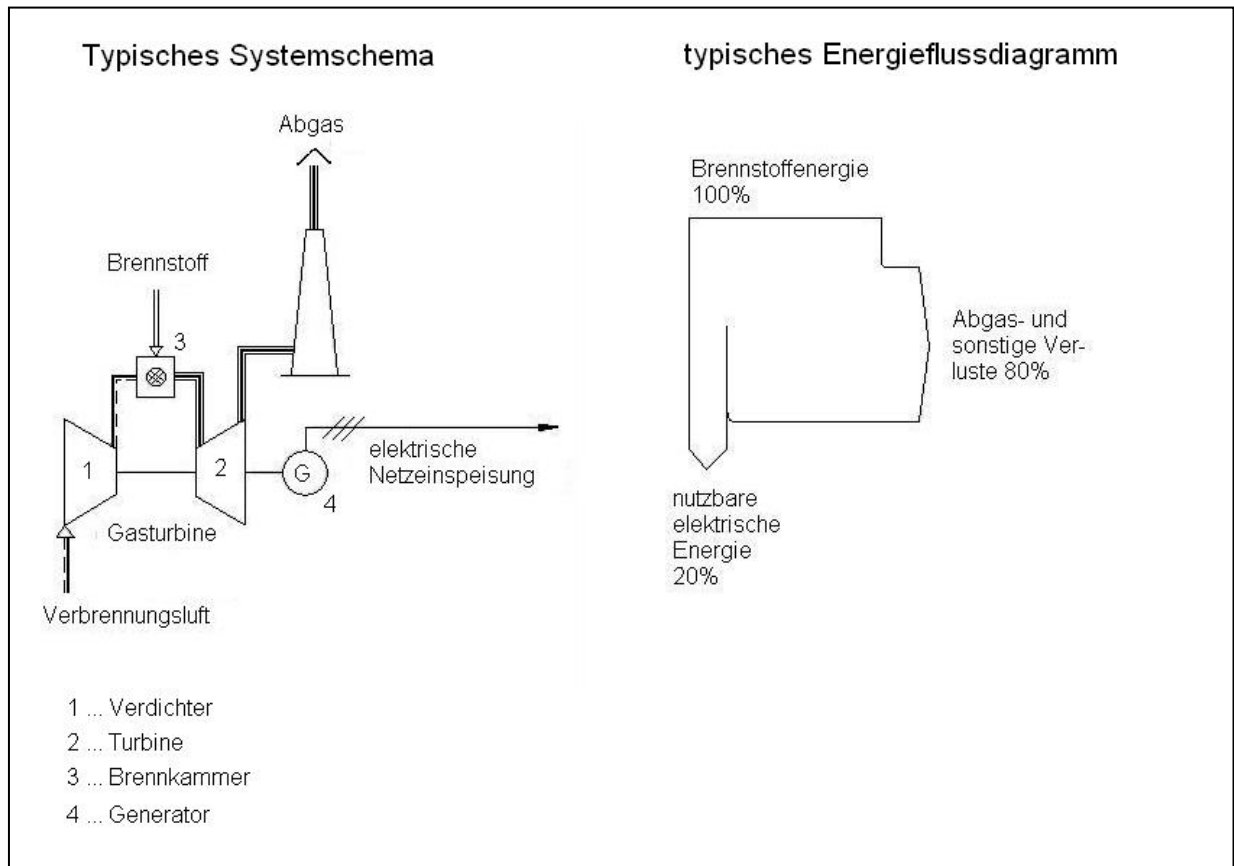 Typisches Systemschema
typisches Energieflussdiagramm
Abgas
Brennstoff
3
1
2
G
4
elektrische
Netzeinspeisung
Gasturbine
Verbrennungsluft
1 ... Verdichter
2 ... Turbine
3 ... Brennkammer
4 ... Generator
Brennstoffenergie
100%
Abgas- und
sonstige Ver-
luste 80%
nutzbare
elektrische
Energie
20%